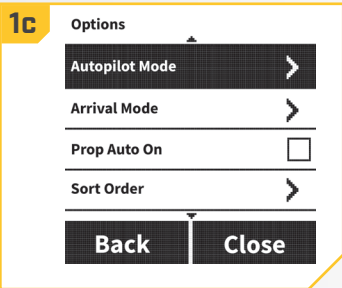 1c
Options
Autopilot Mode
Arrival Mode
Prop Auto On
Sort Order
Back Close